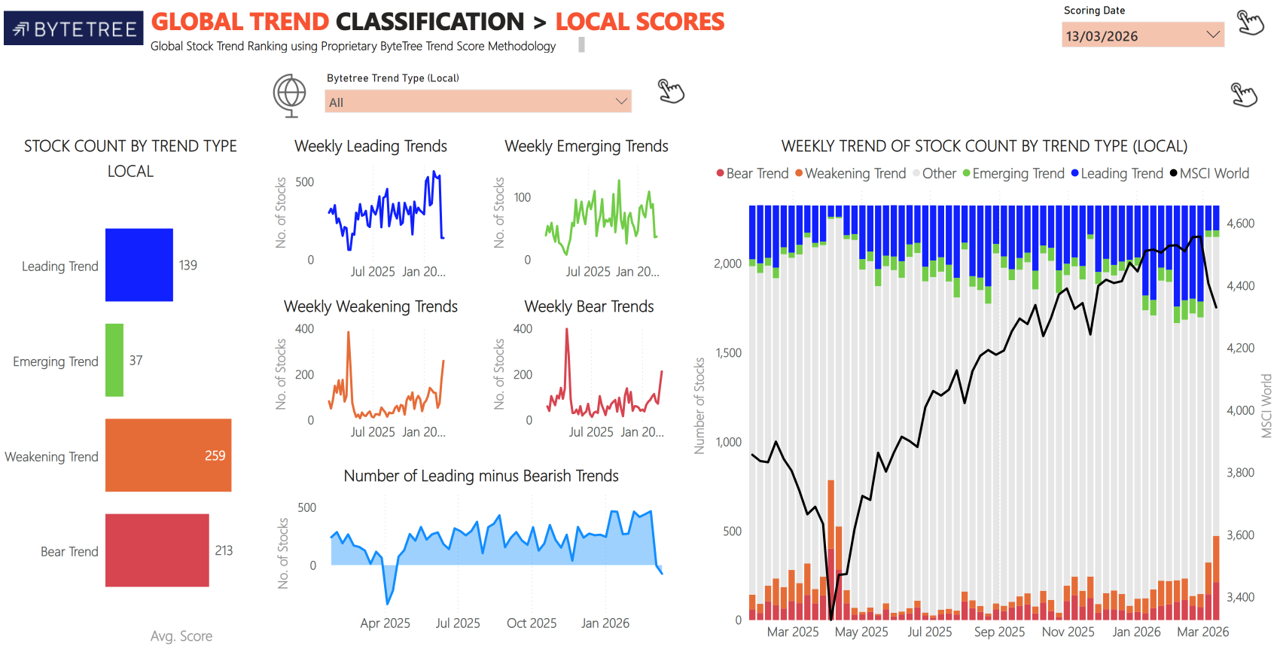 BYTETREE
GLOBAL TREND CLASSIFICATION > LOCAL SCORES
Global Stock Trend Ranking using Proprietary ByteTree Trend Score Methodology
Scoring Date
13/03/2026
Bytetree Trend Type (Local)
All
STOCK COUNT BY TREND TYPE
LOCAL
Leading Trend
139
Emerging Trend
37
Weakening Trend
259
Bear Trend
213
Avg. Score
Weekly Leading Trends
No. of Stocks
500
0
Jul 2025
Jan 20...
Weekly Emerging Trends
No. of Stocks
100
0
Jul 2025
Jan 20...
Weekly Weakening Trends
No. of Stocks
400
200
0
Jul 2025
Jan 20...
Weekly Bear Trends
No. of Stocks
400
200
0
Jul 2025
Jan 20...
Number of Leading minus Bearish Trends
No. of Stocks
500
0
Apr 2025
Jul 2025
Oct 2025
Jan 2026
WEEKLY TREND OF STOCK COUNT BY TREND TYPE (LOCAL)
Bear Trend
Weakening Trend
Other
Emerging Trend
Leading Trend
MSCI World
Number of Stocks
2,000
1,500
1,000
500
0
4,600
4,400
4,200
4,000
3,800
3,600
3,400
MSCI World
Mar 2025
May 2025
Jul 2025
Sep 2025
Nov 2025
Jan 2026
Mar 2026